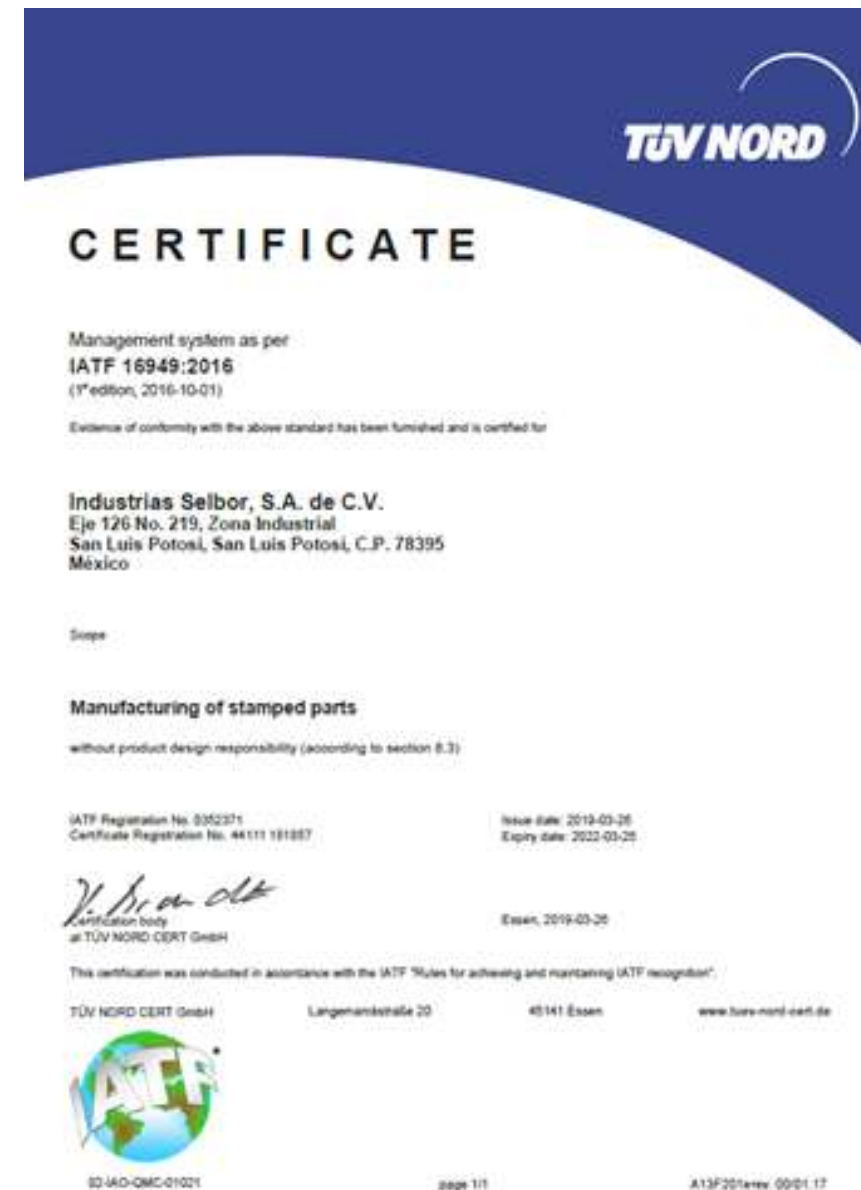 TÜV NORD
CERTIFICATE
Management system as per
IATF 16949:2016
(1st edition, 2016-10-01)
Evidence of conformity with the above standard has been furnished and is certified for
Industrias Selbor, S.A. de C.V.
Eje 126 No. 219, Zona Industrial
San Luis Potosi, San Luis Potosi, C.P. 78395
México
Scope
Manufacturing of stamped parts
without product design responsibility (according to section 8.3)
IATF Registration No. 0352371
Certificate Registration No. 44111 181857
Issue date: 2019-03-26
Expiry date: 2022-03-25
Certification body
at TÜV NORD CERT GmbH
Essen, 2019-03-26
This certification was conducted in accordance with the IATF "Rules for achieving and maintaining IATF recognition".
TÜV NORD CERT GmbH Langemarckstraße 20 45141 Essen www.tuev-nord-cert.de
IATF
page 1/1